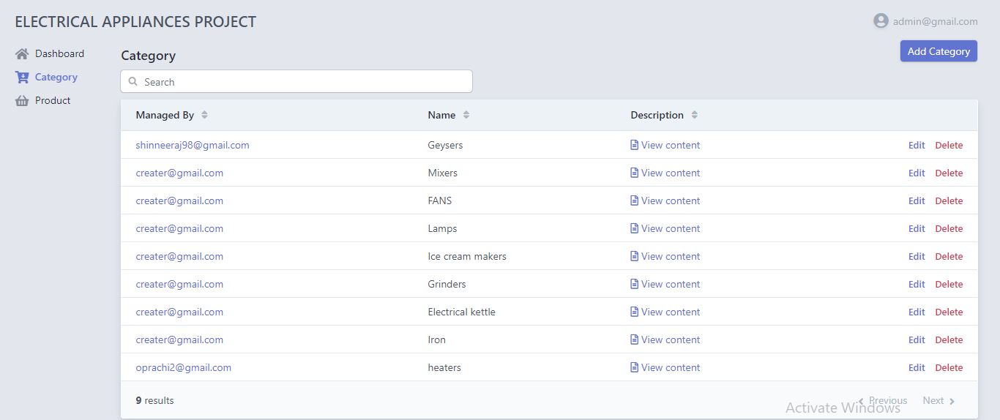 ELECTRICAL APPLIANCES PROJECT
admin@gmail.com
Dashboard
Category
Product
Category
Add Category
Search
Managed By Name Description
shinneeraj98@gmail.com Geysers View content Edit Delete
creater@gmail.com Mixers View content Edit Delete
creater@gmail.com FANS View content Edit Delete
creater@gmail.com Lamps View content Edit Delete
creater@gmail.com Ice cream makers View content Edit Delete
creater@gmail.com Grinders View content Edit Delete
creater@gmail.com Electrical kettle View content Edit Delete
creater@gmail.com Iron View content Edit Delete
oprachi2@gmail.com heaters View content Edit Delete
9 results Previous Next
Activate Windows